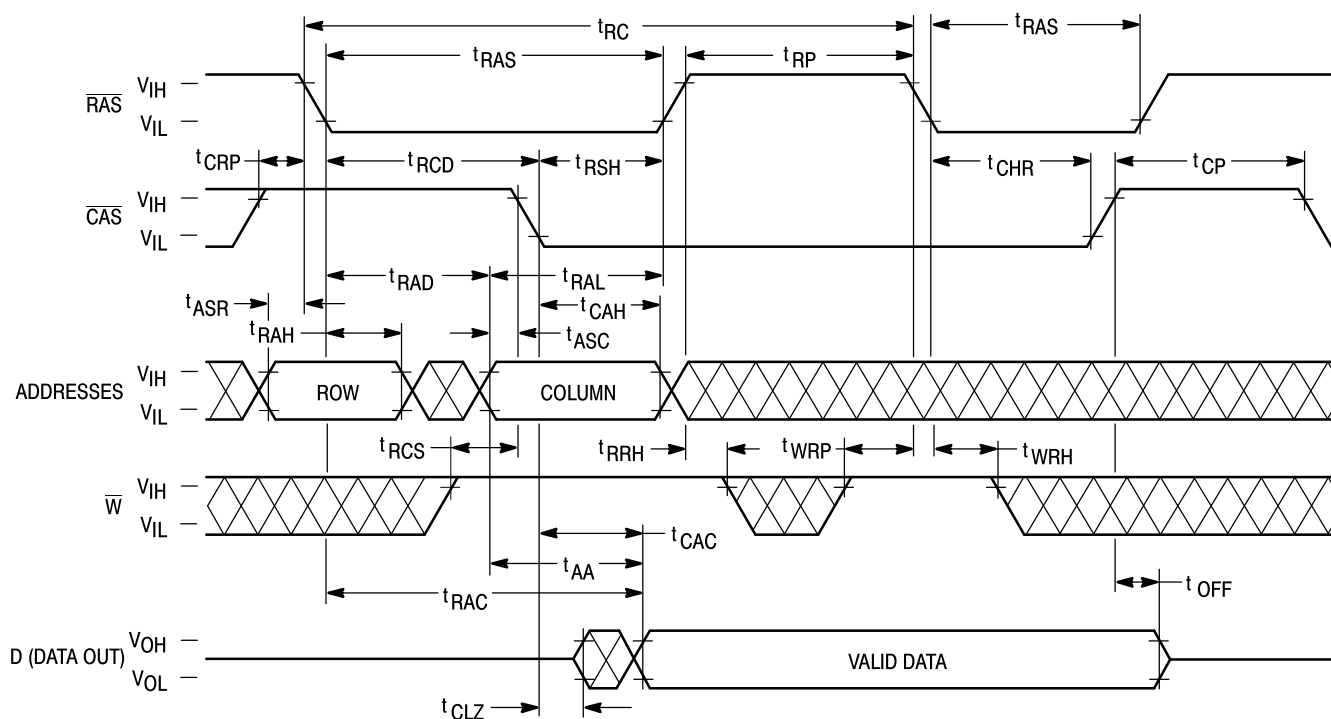 tRC
tRAS
tRAS
tRP
RAS
VIH
VIL
tCRP
tRCD
tRSH
tCHR
tCP
CAS
VIH
VIL
tRAD
tRAL
tASR
tCAH
tRAH
tASC
ADDRESSES
VIH
VIL
ROW
COLUMN
tRCS
tRRH
tWRP
tWRH
W
VIH
VIL
tCAC
tAA
tRAC
tOFF
D (DATA OUT)
VOH
VOL
VALID DATA
tCLZ